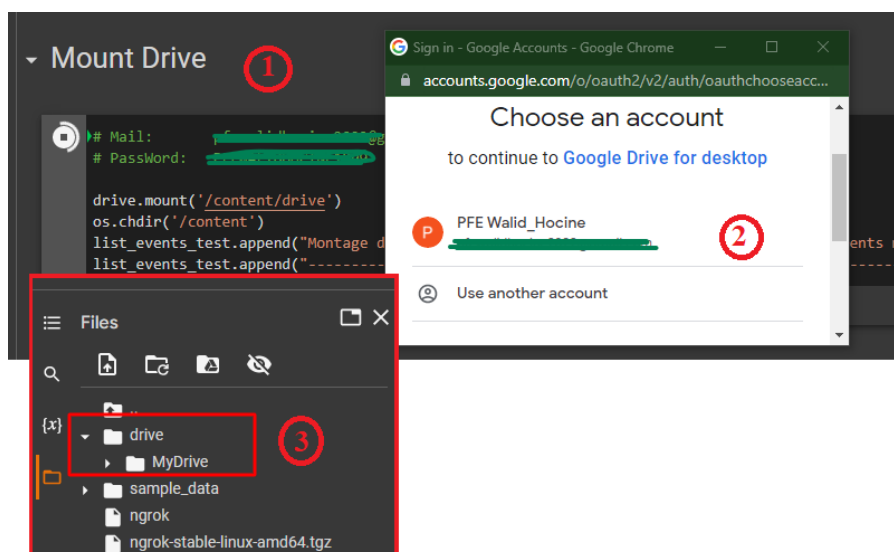 Mount Drive
1
# Mail:
# PassWord:
drive.mount('/content/drive')
os.chdir('/content')
list_events_test.append("Montage d
list_events_test.append("----------
Sign in - Google Accounts - Google Chrome
accounts.google.com/o/oauth2/v2/auth/oauthchooseacc...
Choose an account
to continue to Google Drive for desktop
P
PFE Walid_Hocine
2
Use another account
ents
Files
..
{x}
drive
MyDrive
3
sample_data
ngrok
ngrok-stable-linux-amd64.tgz